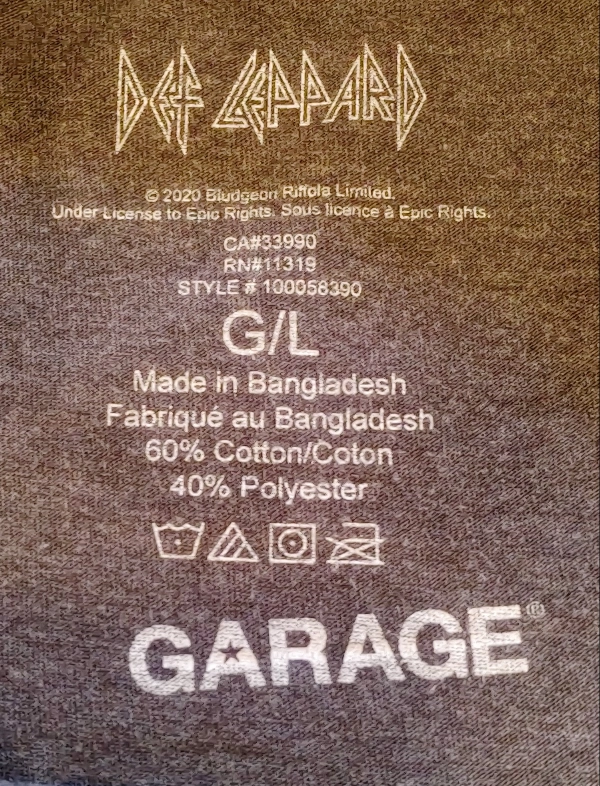 DEF LEPPARD
© 2020 Bludgeon Riffola Limited.
Under License to Epic Rights. Sous licence à Epic Rights.
CA#33990
RN#11319
STYLE # 100058390
G/L
Made in Bangladesh
Fabriqué au Bangladesh
60% Cotton/Coton
40% Polyester
GARAGE®